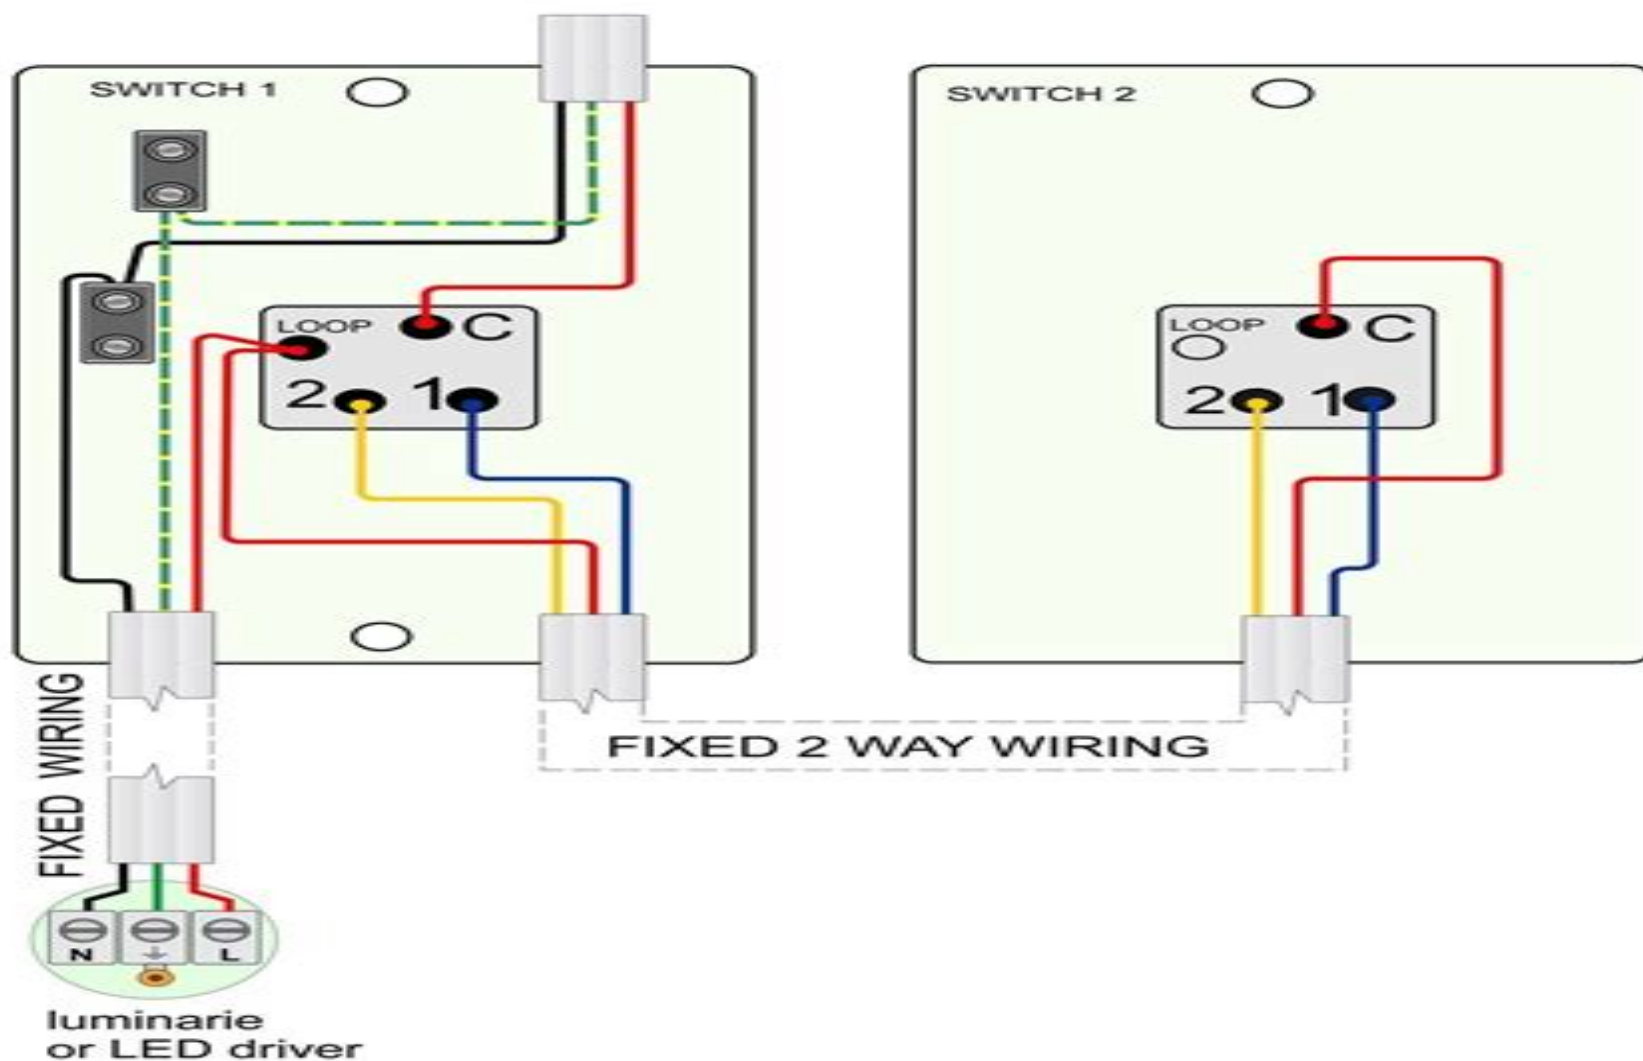 SWITCH 1
LOOP
C
2
1
SWITCH 2
LOOP
C
2
1
FIXED WIRING
FIXED 2 WAY WIRING
N
L
luminarie
or LED driver